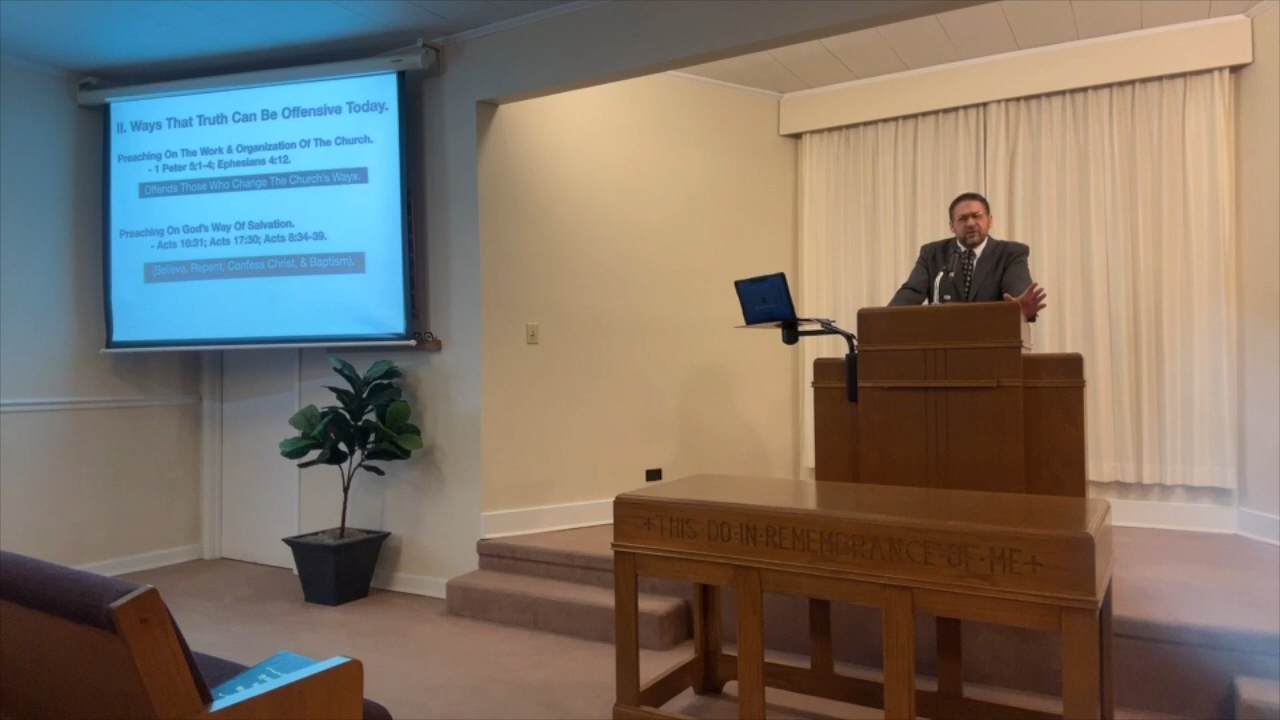 II. Ways That Truth Can Be Offensive Today.
Preaching On The Work & Organization Of The Church.
- 1 Peter 5:1-4; Ephesians 4:12.
Offends Those Who Change The Church's Ways.
Preaching On God's Way Of Salvation.
- Acts 16:31; Acts 17:30; Acts 8:34-39.
(Believe, Repent, Confess Christ, & Baptism).
+THIS·DO·IN·REMEMBRANCE·OF·ME+